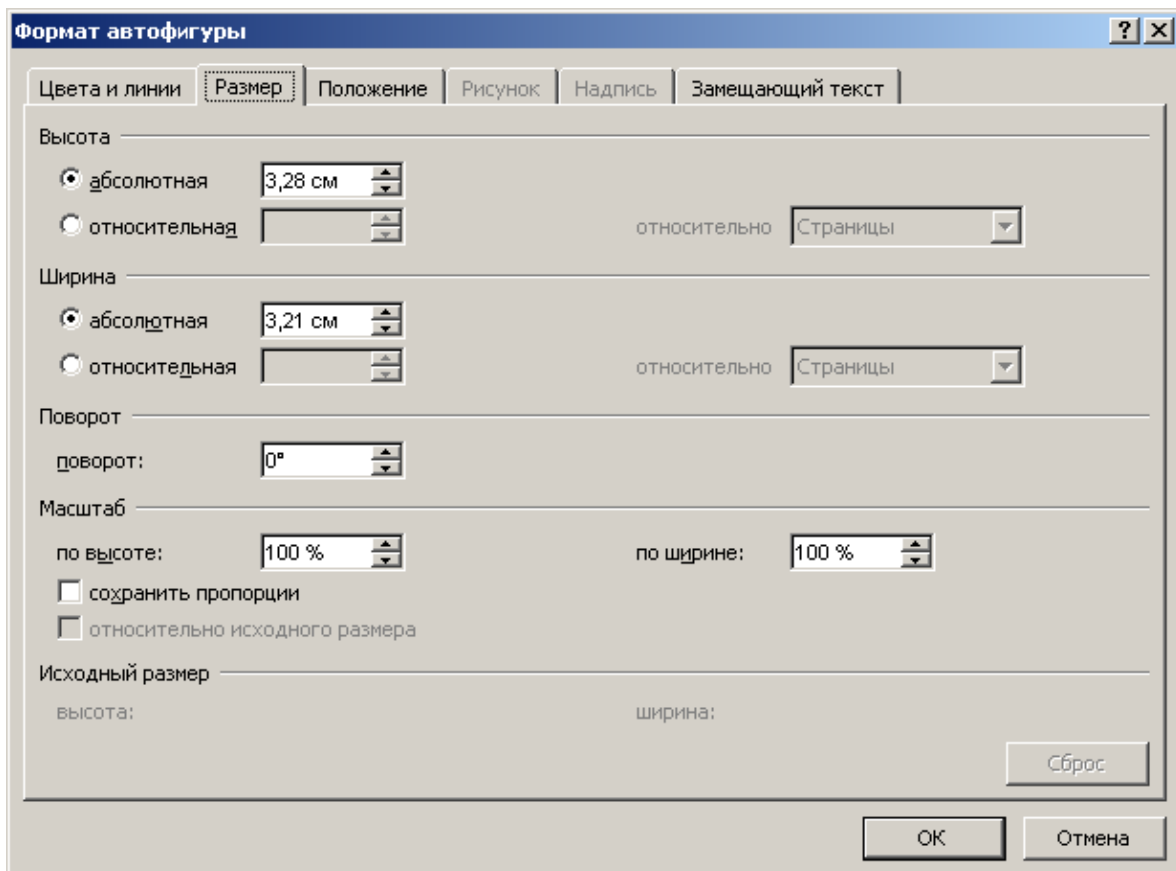 Формат автофигуры
Цвета и линии Размер Положение Рисунок Надпись Замещающий текст
Высота
абсолютная 3,28 см
относительная относительно Страницы
Ширина
абсолютная 3,21 см
относительная относительно Страницы
Поворот
поворот: 0°
Масштаб
по высоте: 100 % по ширине: 100 %
сохранить пропорции
относительно исходного размера
Исходный размер
высота: ширина:
Сброс
ОК Отмена